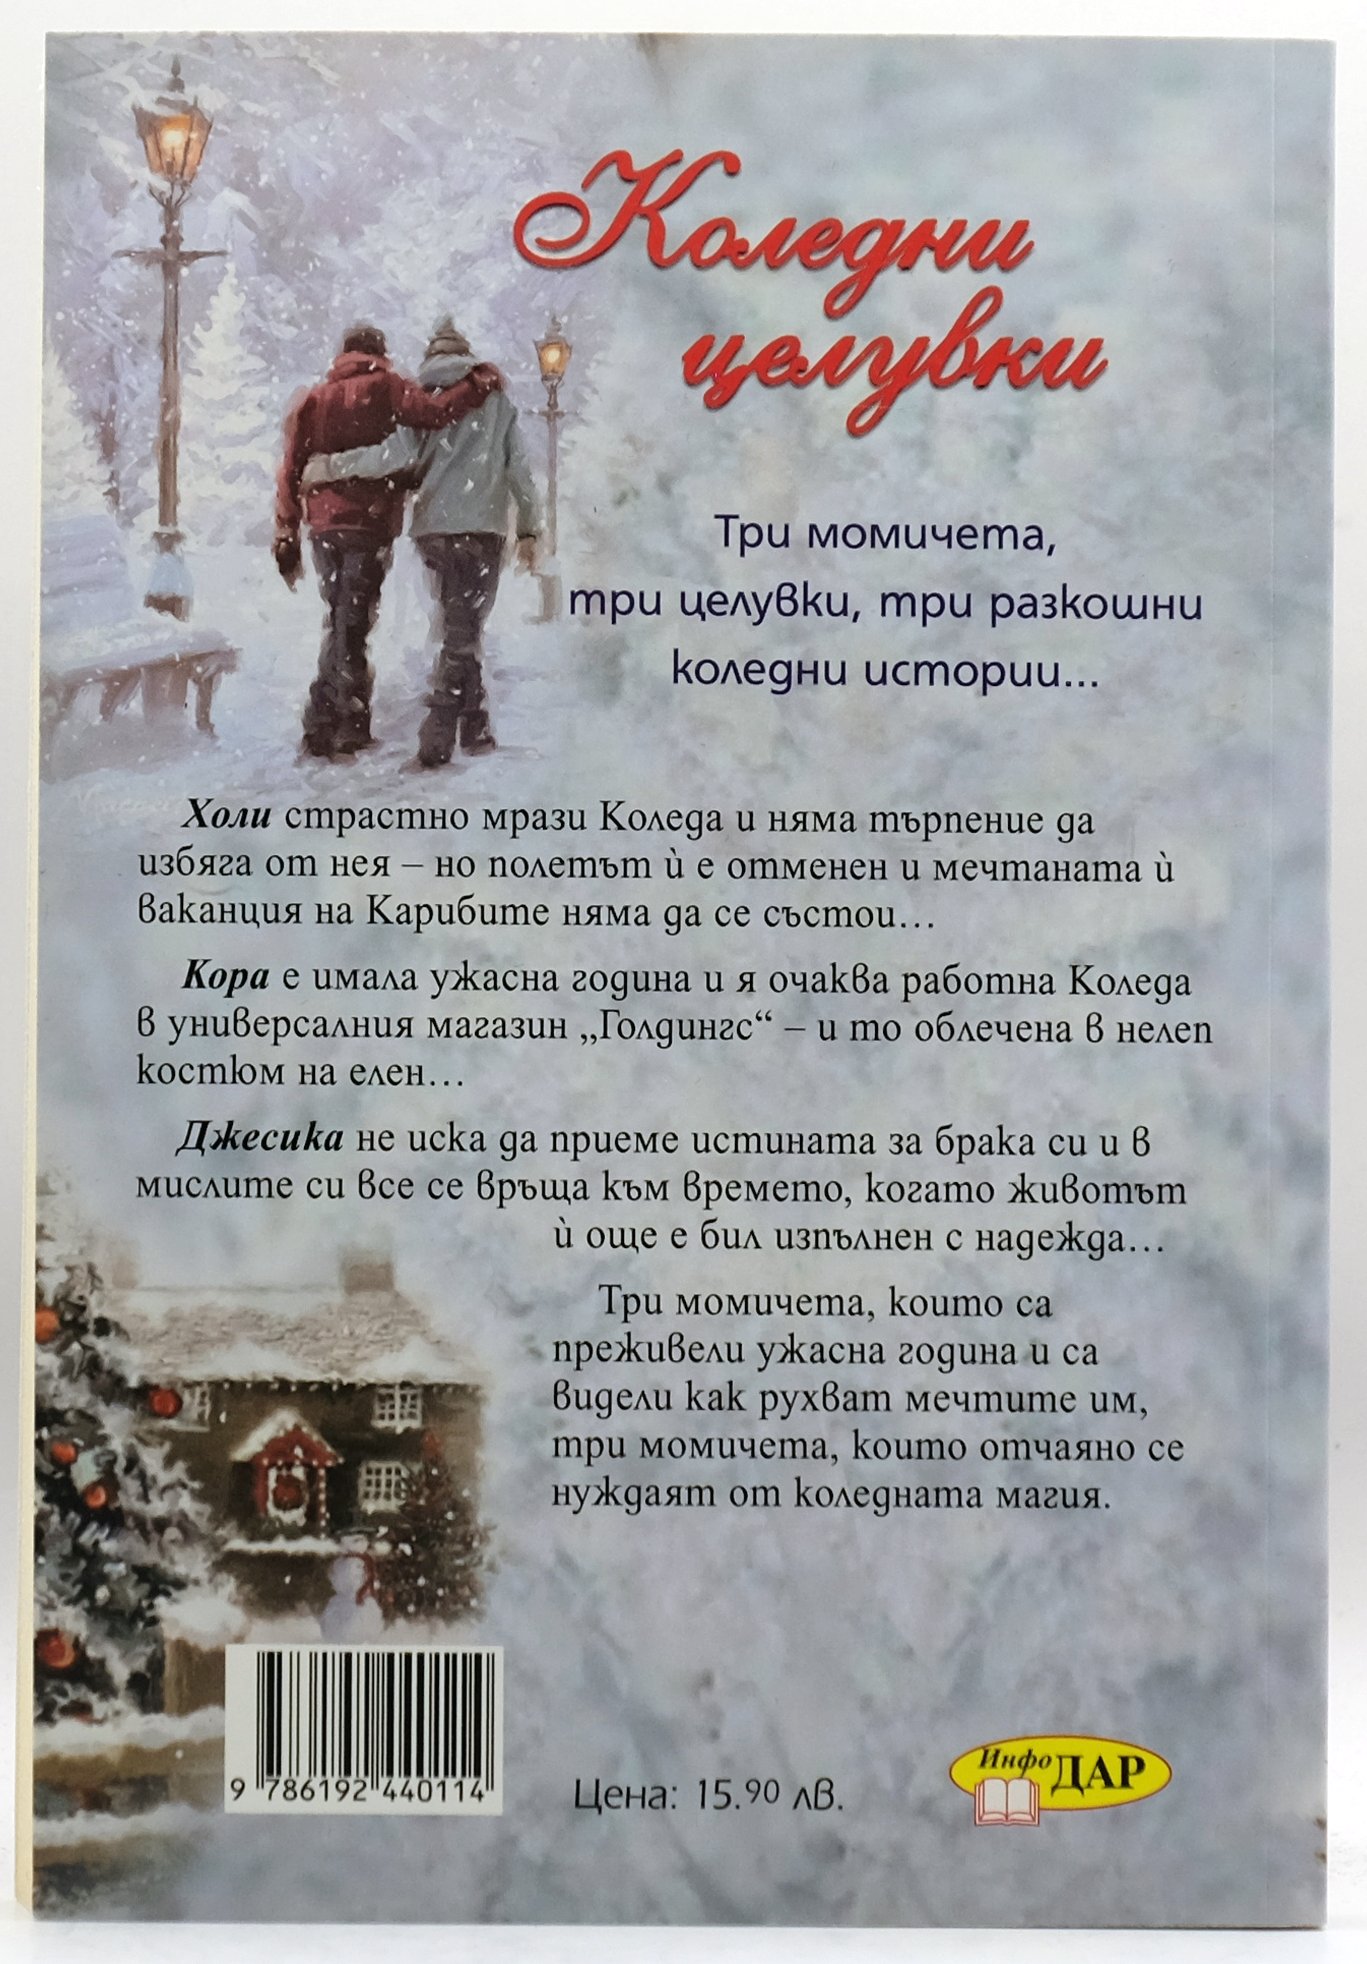 Коледни
целувки
Три момичета,
три целувки, три разкошни
коледни истории...
Холи страстно мрази Коледа и няма търпение да
избяга от нея – но полетът ѝ е отменен и мечтаната ѝ
ваканция на Карибите няма да се състои...
Кора е имала ужасна година и я очаква работна Коледа
в универсалния магазин „Голдингс“ – и то облечена в нелеп
костюм на елен...
Джесика не иска да приеме истината за брака си и в
мислите си все се връща към времето, когато животът
ѝ още е бил изпълнен с надежда...
Три момичета, които са
преживели ужасна година и са
видели как рухват мечтите им,
три момичета, които отчаяно се
нуждаят от коледната магия.
9 786192 440114
Цена: 15.90 лв.
Инфо ДАР